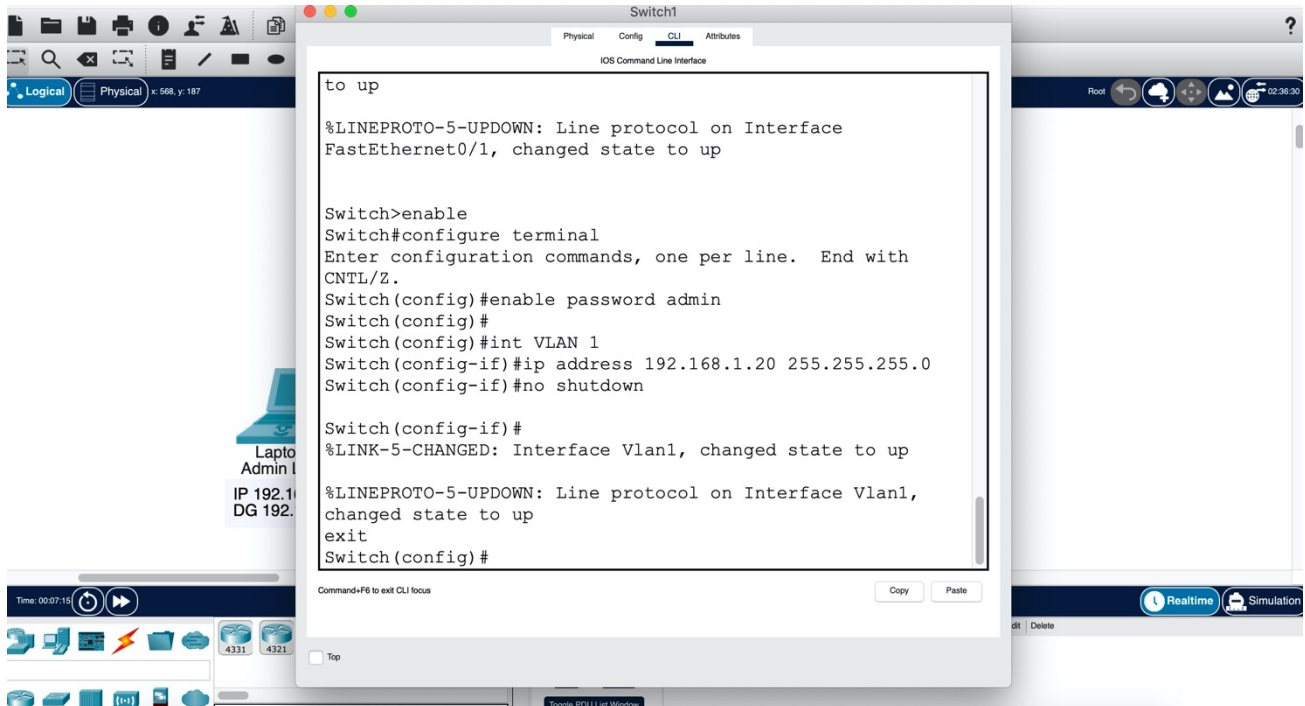 Switch1
?
Physical Config CLI Attributes
IOS Command Line Interface
Logical Physical x: 568, y: 187
Root 02:36:30
to up
%LINEPROTO-5-UPDOWN: Line protocol on Interface
FastEthernet0/1, changed state to up
Switch>enable
Switch#configure terminal
Enter configuration commands, one per line. End with
CNTL/Z.
Switch(config)#enable password admin
Switch(config)#
Switch(config)#int VLAN 1
Switch(config-if)#ip address 192.168.1.20 255.255.255.0
Switch(config-if)#no shutdown
Switch(config-if)#
%LINK-5-CHANGED: Interface Vlan1, changed state to up
%LINEPROTO-5-UPDOWN: Line protocol on Interface Vlan1,
changed state to up
exit
Switch(config)#
Lapto
Admin
IP 192.1
DG 192.
Command+F6 to exit CLI focus
Copy Paste
Time: 00:07:15
Realtime Simulation
4331 4321
dit Delete
Top
Toggle PDU List Window